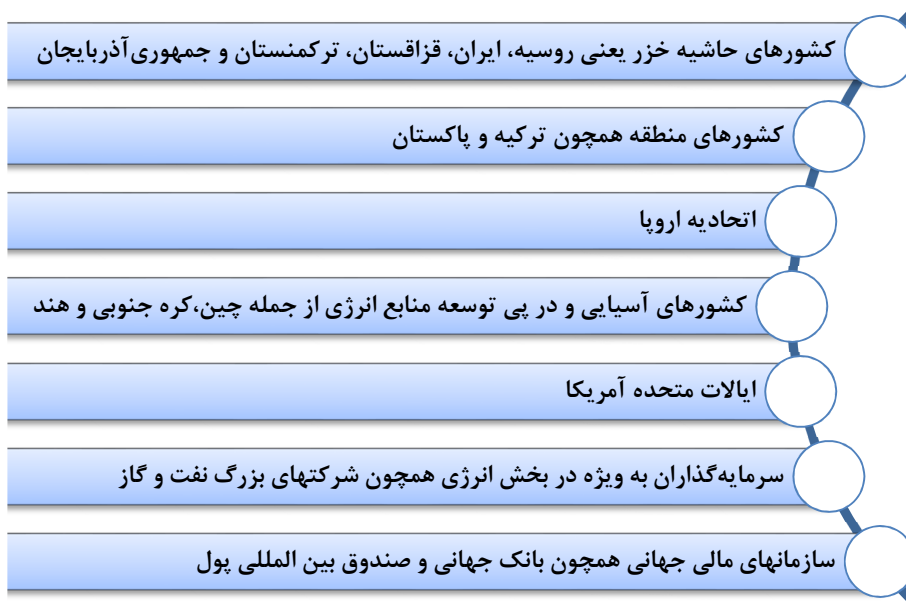 کشورهای حاشیه خزر یعنی روسیه، ایران، قزاقستان، ترکمنستان و جمهوری‌آذربایجان
کشورهای منطقه همچون ترکیه و پاکستان
اتحادیه اروپا
کشورهای آسیایی و در پی توسعه منابع انرژی از جمله چین،کره جنوبی و هند
ایالات متحده آمریکا
سرمایه‌گذاران به ویژه در بخش انرژی همچون شرکتهای بزرگ نفت و گاز
سازمانهای مالی جهانی همچون بانک جهانی و صندوق بین المللی پول